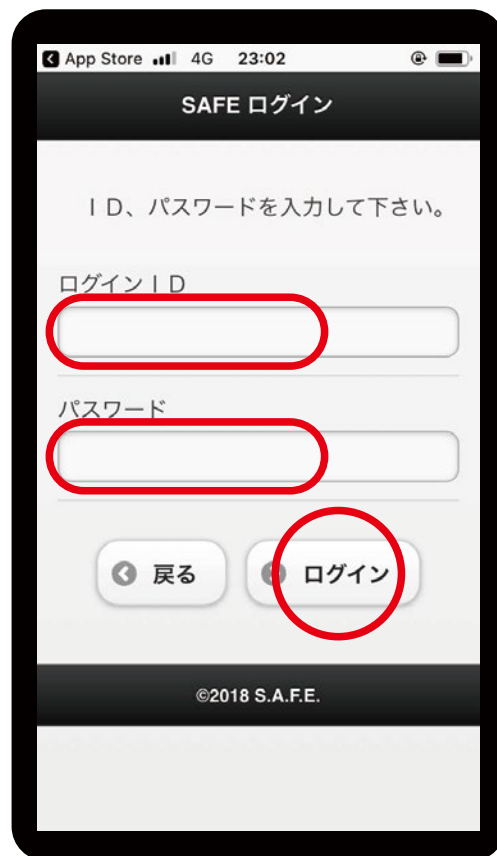 App Store 4G 23:02
SAFE ログイン
ＩＤ、パスワードを入力して下さい。
ログインＩＤ
パスワード
戻る ログイン
©2018 S.A.F.E.